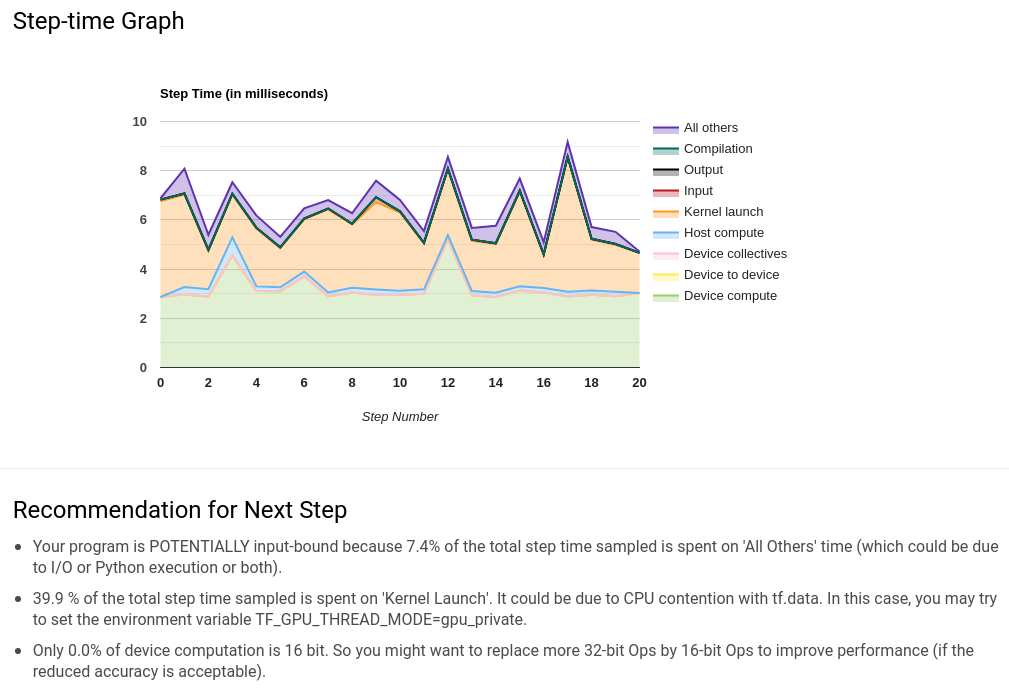 Step-time Graph
Step Time (in milliseconds)
10
8
6
4
2
0
0 2 4 6 8 10 12 14 16 18 20
Step Number
All others
Compilation
Output
Input
Kernel launch
Host compute
Device collectives
Device to device
Device compute
Recommendation for Next Step
Your program is POTENTIALLY input-bound because 7.4% of the total step time sampled is spent on 'All Others' time (which could be due
to I/O or Python execution or both).
39.9 % of the total step time sampled is spent on 'Kernel Launch'. It could be due to CPU contention with tf.data. In this case, you may try
to set the environment variable TF_GPU_THREAD_MODE=gpu_private.
Only 0.0% of device computation is 16 bit. So you might want to replace more 32-bit Ops by 16-bit Ops to improve performance (if the
reduced accuracy is acceptable).